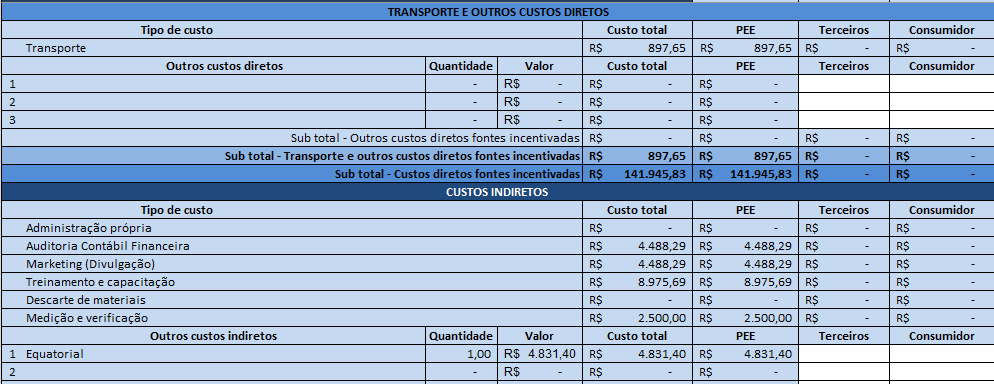 TRANSPORTE E OUTROS CUSTOS DIRETOS
Tipo de custo Custo total PEE Terceiros Consumidor
Transporte R$ 897,65 R$ 897,65 R$ - R$ -
Outros custos diretos Quantidade Valor Custo total PEE Terceiros Consumidor
1 - R$ - R$ - R$ -
2 - R$ - R$ - R$ -
3 - R$ - R$ - R$ -
Sub total - Outros custos diretos fontes incentivadas R$ - R$ - R$ - R$ -
Sub total - Transporte e outros custos diretos fontes incentivadas R$ 897,65 R$ 897,65 R$ - R$ -
Sub total - Custos diretos fontes incentivadas R$ 141.945,83 R$ 141.945,83 R$ - R$ -
CUSTOS INDIRETOS
Tipo de custo Custo total PEE Terceiros Consumidor
Administração própria R$ - R$ - R$ - R$ -
Auditoria Contábil Financeira R$ 4.488,29 R$ 4.488,29 R$ - R$ -
Marketing (Divulgação) R$ 4.488,29 R$ 4.488,29 R$ - R$ -
Treinamento e capacitação R$ 8.975,69 R$ 8.975,69 R$ - R$ -
Descarte de materiais R$ - R$ - R$ - R$ -
Medição e verificação R$ 2.500,00 R$ 2.500,00 R$ - R$ -
Outros custos indiretos Quantidade Valor Custo total PEE Terceiros Consumidor
1 Equatorial 1,00 R$ 4.831,40 R$ 4.831,40 R$ 4.831,40
2 - R$ - R$ - R$ -